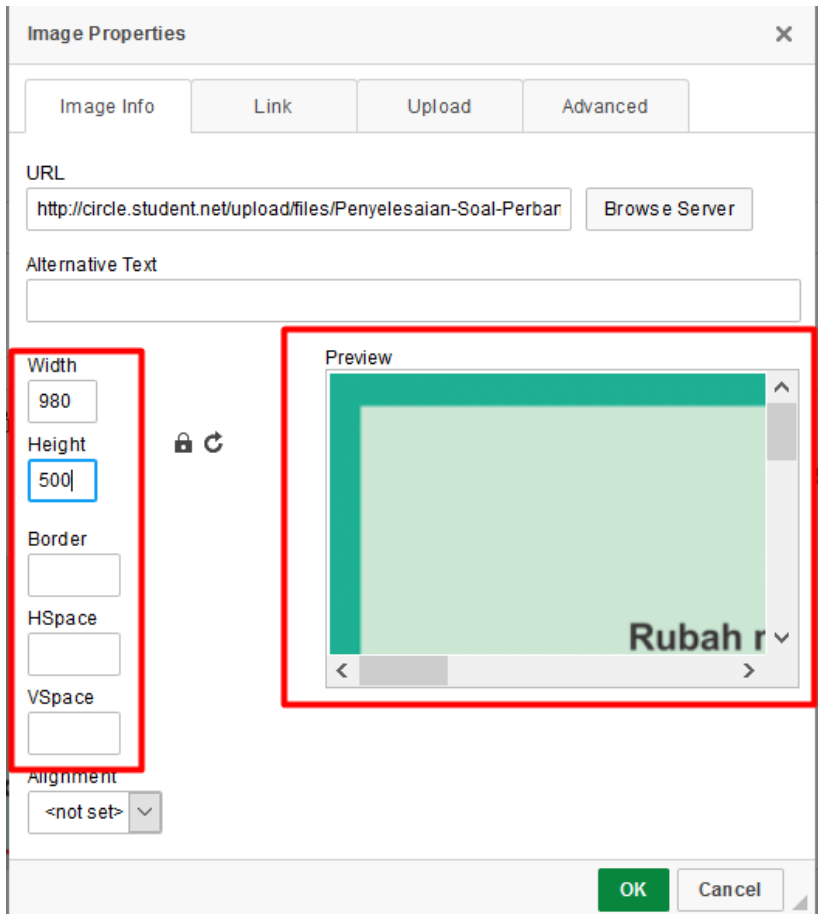 Image Properties
Image Info Link Upload Advanced
URL
http://circle.student.net/upload/files/Penyelesaian-Soal-Perban
Browse Server
Alternative Text
Width
980
Height
500
Border
HSpace
VSpace
Alignment
<not set>
Preview
Rubah
OK Cancel